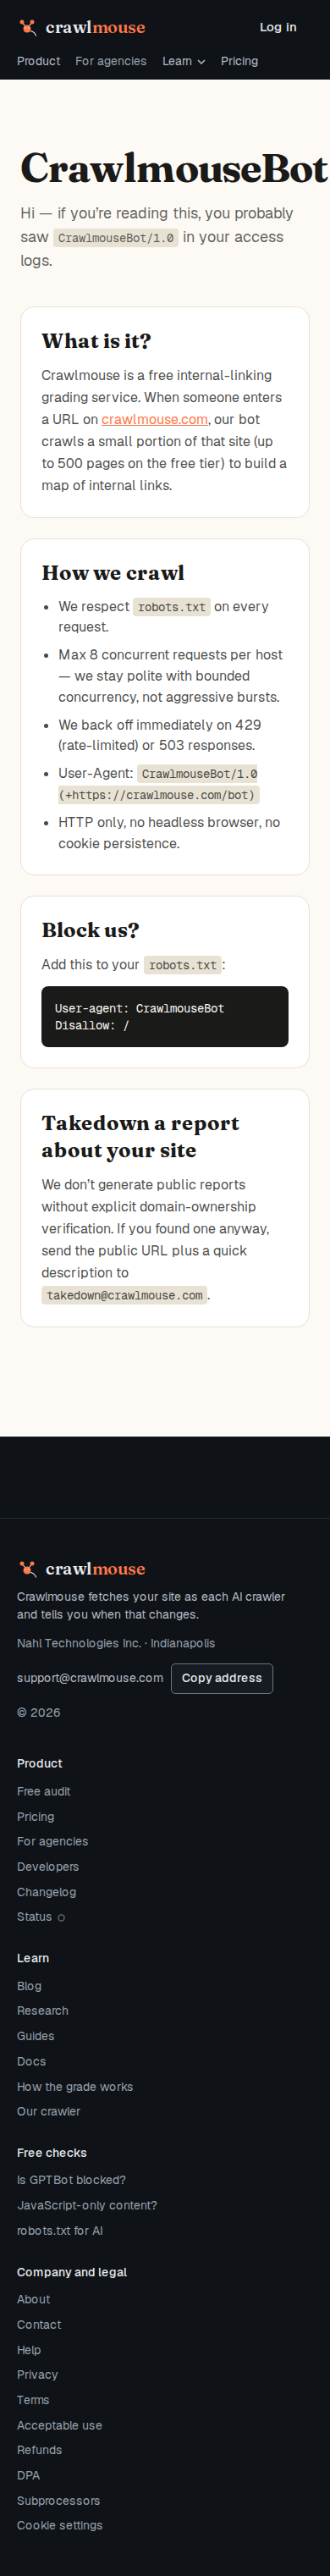 crawlmouse
Log in
Product
For agencies
Learn
Pricing
CrawlmouseBot
Hi — if you’re reading this, you probably
saw CrawlmouseBot/1.0 in your access
logs.
What is it?
Crawlmouse is a free internal-linking
grading service. When someone enters
a URL on crawlmouse.com, our bot
crawls a small portion of that site (up
to 500 pages on the free tier) to build a
map of internal links.
How we crawl
We respect robots.txt on every
request.
Max 8 concurrent requests per host
— we stay polite with bounded
concurrency, not aggressive bursts.
We back off immediately on 429
(rate-limited) or 503 responses.
User-Agent: CrawlmouseBot/1.0
(+https://crawlmouse.com/bot)
HTTP only, no headless browser, no
cookie persistence.
Block us?
Add this to your robots.txt:
User-agent: CrawlmouseBot
Disallow: /
Takedown a report
about your site
We don’t generate public reports
without explicit domain-ownership
verification. If you found one anyway,
send the public URL plus a quick
description to
takedown@crawlmouse.com.
crawlmouse
Crawlmouse fetches your site as each AI crawler
and tells you when that changes.
Nahl Technologies Inc. · Indianapolis
support@crawlmouse.com
Copy address
© 2026
Product
Free audit
Pricing
For agencies
Developers
Changelog
Status
Learn
Blog
Research
Guides
Docs
How the grade works
Our crawler
Free checks
Is GPTBot blocked?
JavaScript-only content?
robots.txt for AI
Company and legal
About
Contact
Help
Privacy
Terms
Acceptable use
Refunds
DPA
Subprocessors
Cookie settings